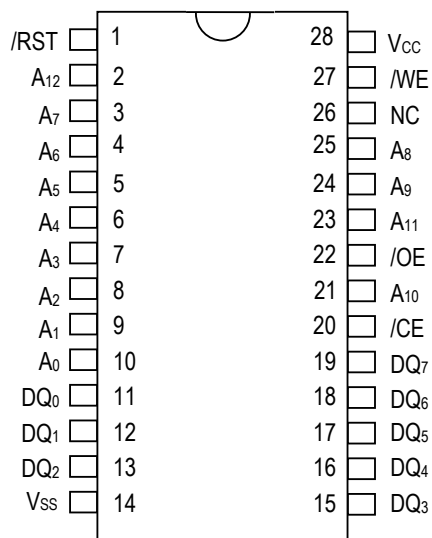 /RST 1 28 VCC
A12 2 27 /WE
A7 3 26 NC
A6 4 25 A8
A5 5 24 A9
A4 6 23 A11
A3 7 22 /OE
A2 8 21 A10
A1 9 20 /CE
A0 10 19 DQ7
DQ0 11 18 DQ6
DQ1 12 17 DQ5
DQ2 13 16 DQ4
VSS 14 15 DQ3